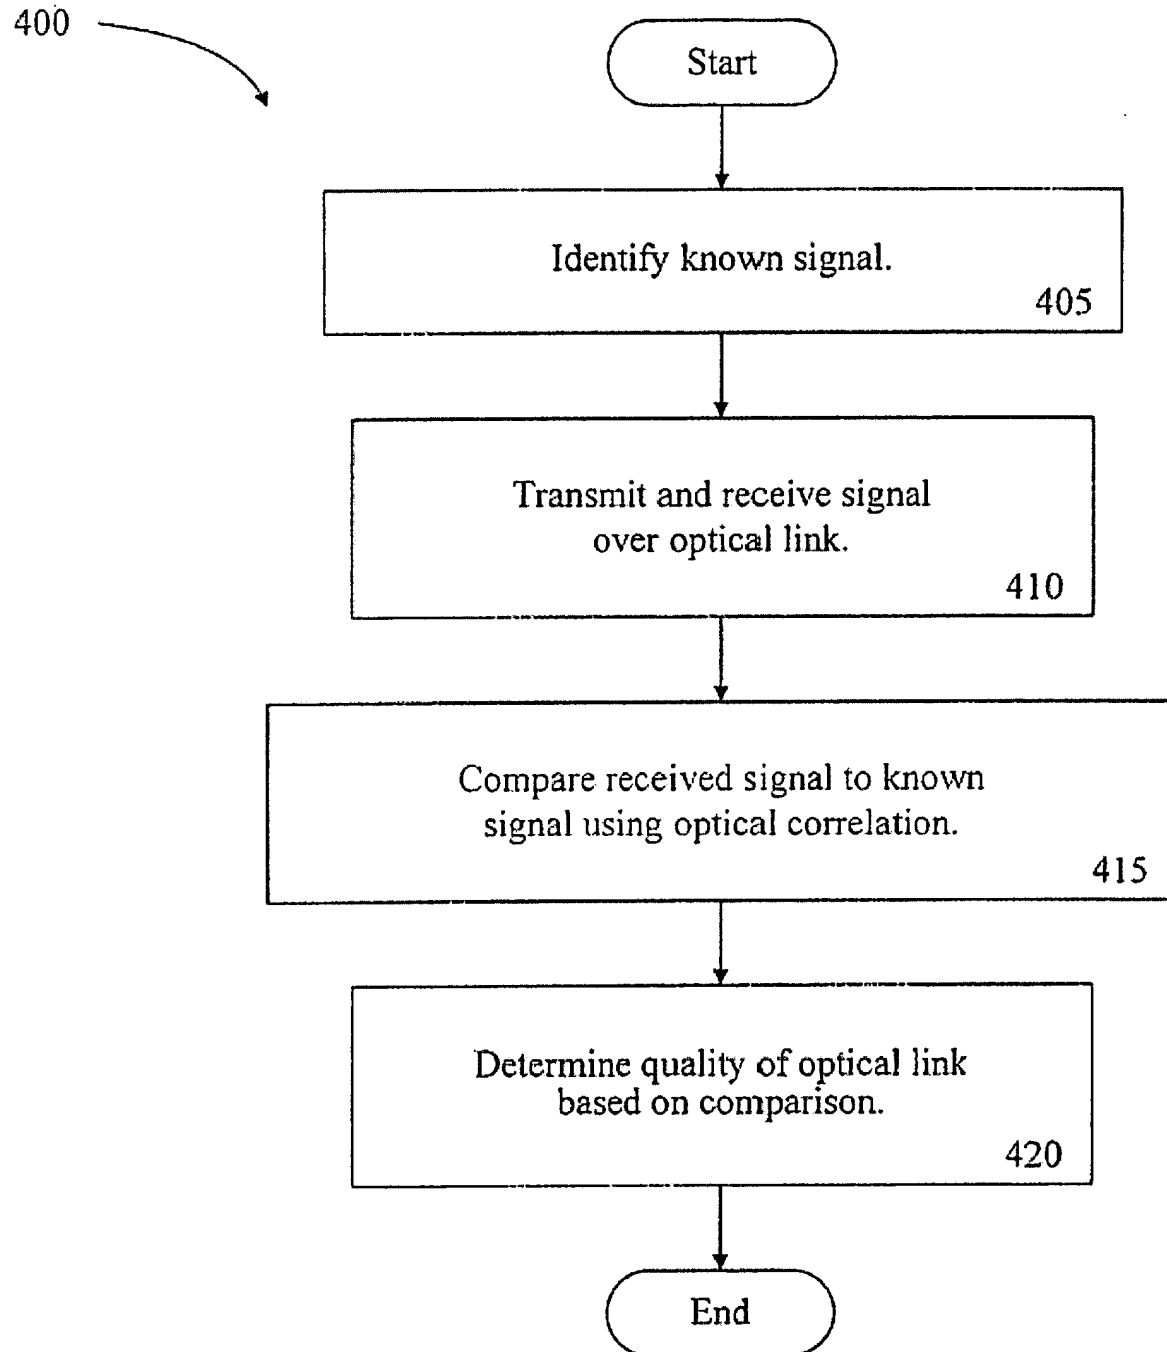 400
Start
Identify known signal.
405
Transmit and receive signal
over optical link.
410
Compare received signal to known
signal using optical correlation.
415
Determine quality of optical link
based on comparison.
420
End